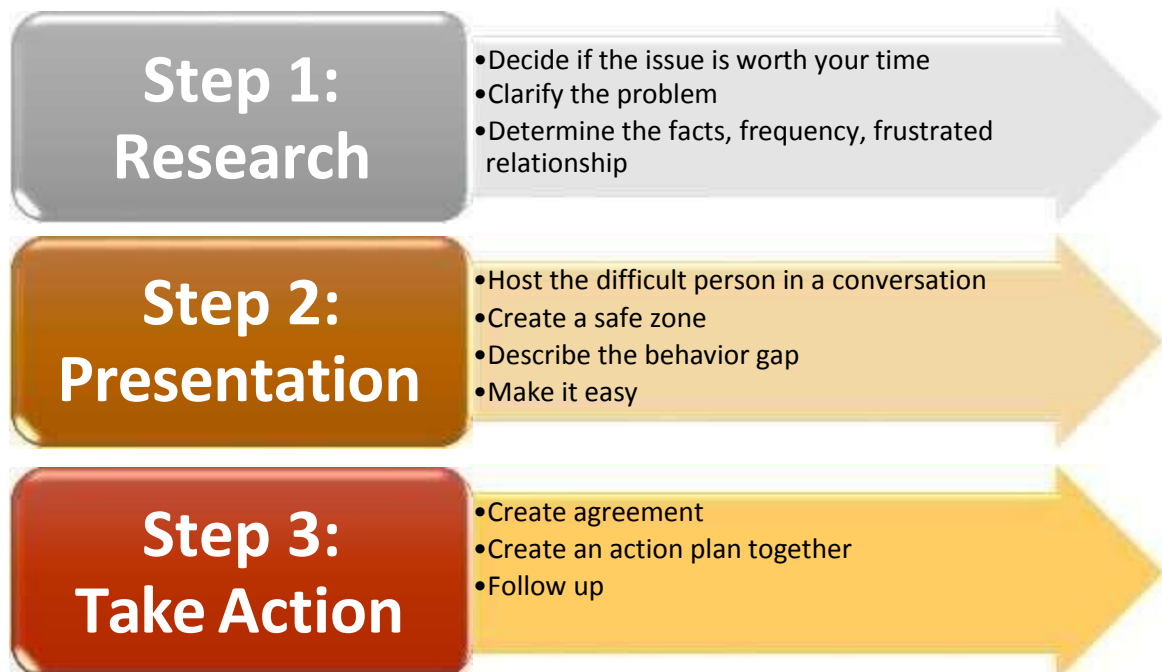 Step 1:
Research
•Decide if the issue is worth your time
•Clarify the problem
•Determine the facts, frequency, frustrated
relationship
Step 2:
Presentation
•Host the difficult person in a conversation
•Create a safe zone
•Describe the behavior gap
•Make it easy
Step 3:
Take Action
•Create agreement
•Create an action plan together
•Follow up